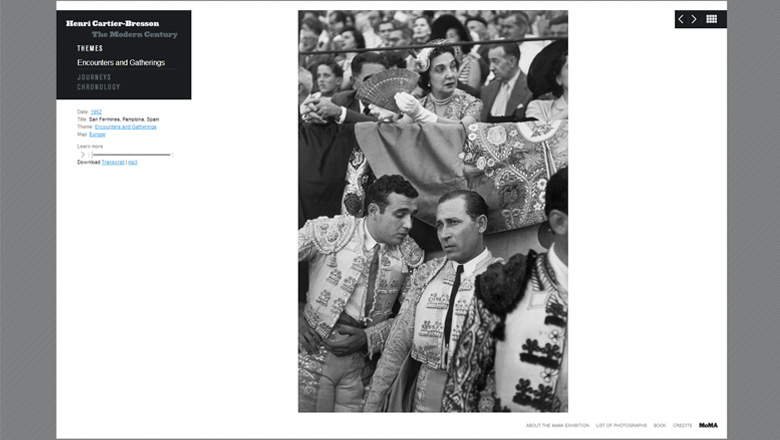 Henri Cartier-Bresson
The Modern Century
THEMES
Encounters and Gatherings
JOURNEYS
CHRONOLOGY
Date: 1952
Title: San Fermines, Pamplona, Spain
Theme: Encounters and Gatherings
Map: Europe
Learn more
Download Transcript | mp3
ABOUT THE MoMA EXHIBITION LIST OF PHOTOGRAPHS BOOK CREDITS MoMA